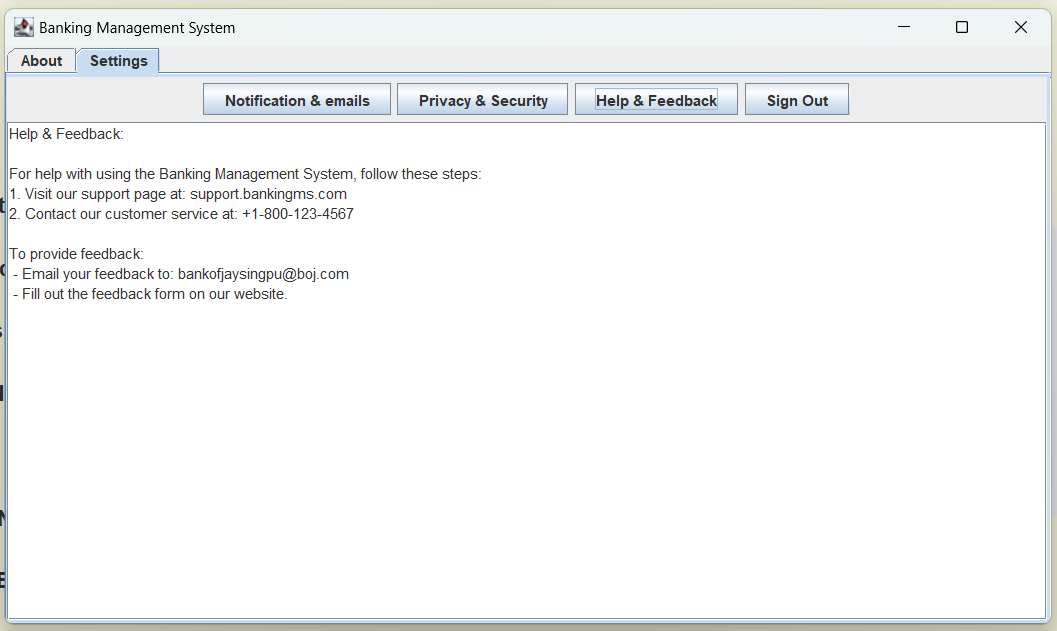 Banking Management System
About
Settings
Notification & emails
Privacy & Security
Help & Feedback
Sign Out
Help & Feedback:
For help with using the Banking Management System, follow these steps:
1. Visit our support page at: support.bankingms.com
2. Contact our customer service at: +1-800-123-4567
To provide feedback:
- Email your feedback to: bankofjaysingpu@boj.com
- Fill out the feedback form on our website.